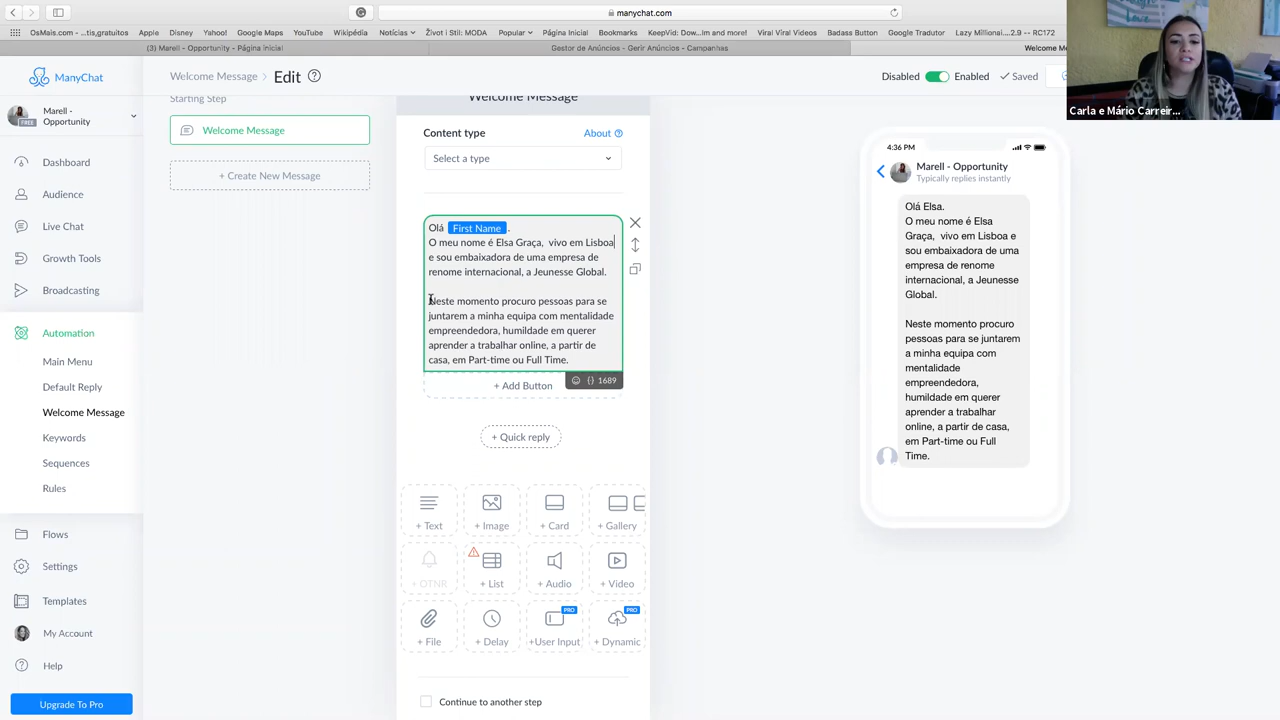 manychat.com
OsMais.com - ...tis,gratuitos Apple Disney Yahoo! Google Maps YouTube Wikipédia Notícias Život i Stil: MODA Popular Página Inicial Bookmarks KeepVid: Dow...im and more! Viral Viral Videos Badass Button Google Tradutor Lazy Millionai....2.9 -- RC172
(3) Marell - Opportunity - Página inicial
Gestor de Anúncios - Gerir Anúncios - Campanhas
Welcome Me
Carla e Mário Carreir...
ManyChat
Welcome Message > Edit
Disabled Enabled Saved
Marell -
Opportunity
FREE
Dashboard
Audience
Live Chat
Growth Tools
Broadcasting
Automation
Main Menu
Default Reply
Welcome Message
Keywords
Sequences
Rules
Flows
Settings
Templates
My Account
Help
Upgrade To Pro
Starting Step
Welcome Message
+ Create New Message
Welcome Message
Content type
About
Select a type
Olá First Name .
O meu nome é Elsa Graça, vivo em Lisboa
e sou embaixadora de uma empresa de
renome internacional, a Jeunesse Global.
Neste momento procuro pessoas para se
juntarem a minha equipa com mentalidade
empreendedora, humildade em querer
aprender a trabalhar online, a partir de
casa, em Part-time ou Full Time.
{} 1689
+ Add Button
+ Quick reply
+ Text
+ Image
+ Card
+ Gallery
+ OTNR
+ List
+ Audio
+ Video
+ File
+ Delay
PRO
+User Input
PRO
+ Dynamic
Continue to another step
4:36 PM
Marell - Opportunity
Typically replies instantly
Olá Elsa.
O meu nome é Elsa
Graça, vivo em Lisboa e
sou embaixadora de uma
empresa de renome
internacional, a Jeunesse
Global.
Neste momento procuro
pessoas para se juntarem
a minha equipa com
mentalidade
empreendedora,
humildade em querer
aprender a trabalhar
online, a partir de casa,
em Part-time ou Full
Time.